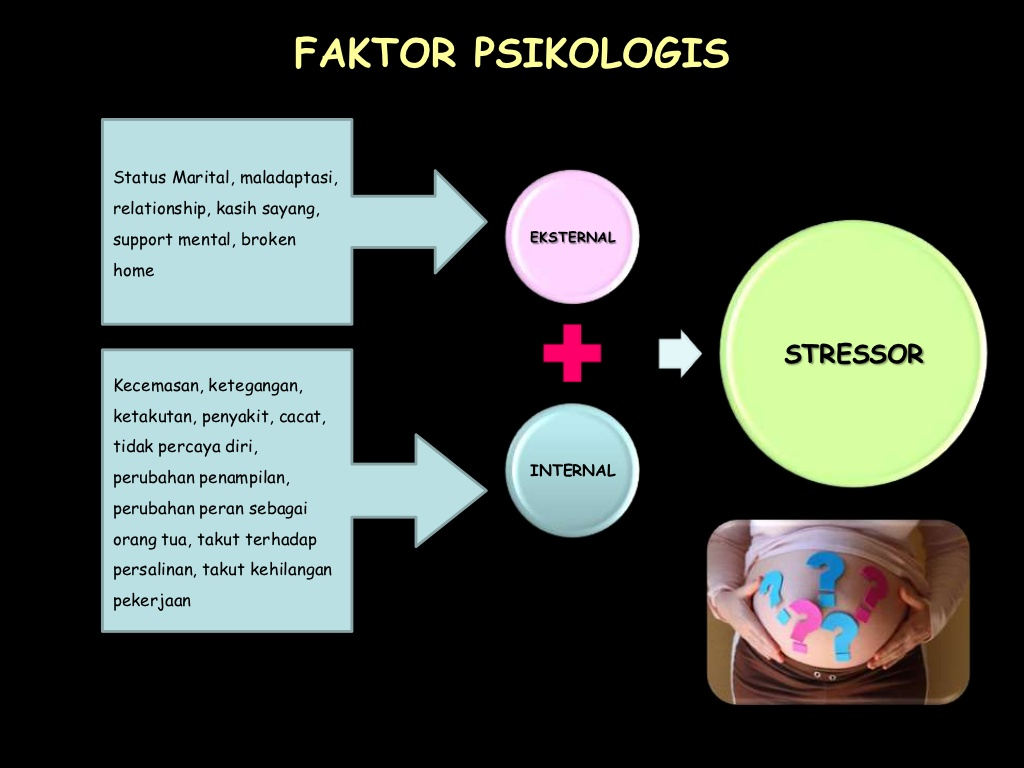 FAKTOR PSIKOLOGIS
Status Marital, maladaptasi,
relationship, kasih sayang,
support mental, broken
home
EKSTERNAL
Kecemasan, ketegangan,
ketakutan, penyakit, cacat,
tidak percaya diri,
perubahan penampilan,
perubahan peran sebagai
orang tua, takut terhadap
persalinan, takut kehilangan
pekerjaan
INTERNAL
STRESSOR
? ? ? ? ?